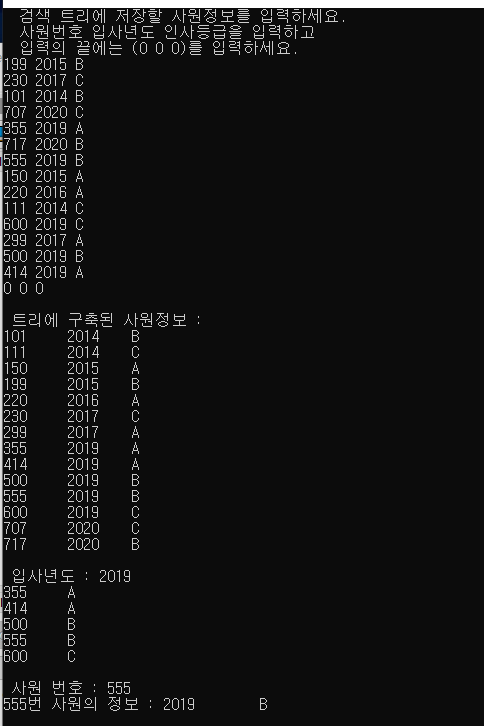 검색 트리에 저장할 사원정보를 입력하세요.
사원번호 입사년도 인사등급을 입력하고
입력의 끝에는 (0 0 0)를 입력하세요.
199 2015 B
230 2017 C
101 2014 B
707 2020 C
355 2019 A
717 2020 B
555 2019 B
150 2015 A
220 2016 A
111 2014 C
600 2019 C
299 2017 A
500 2019 B
414 2019 A
0 0 0
트리에 구축된 사원정보 :
101 2014 B
111 2014 C
150 2015 A
199 2015 B
220 2016 A
230 2017 C
299 2017 A
355 2019 A
414 2019 A
500 2019 B
555 2019 B
600 2019 C
707 2020 C
717 2020 B
입사년도 : 2019
355 A
414 A
500 B
555 B
600 C
사원 번호 : 555
555번 사원의 정보 : 2019 B